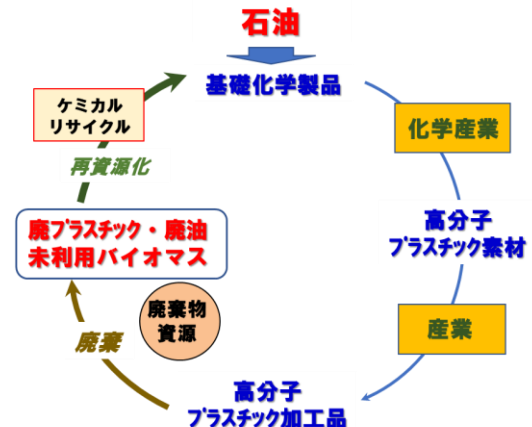 石油
基礎化学製品
ケミカル
リサイクル
化学産業
再資源化
高分子
プラスチック素材
廃プラスチック・廃油
未利用バイオマス
廃棄物
資源
産業
廃棄
高分子
プラスチック加工品